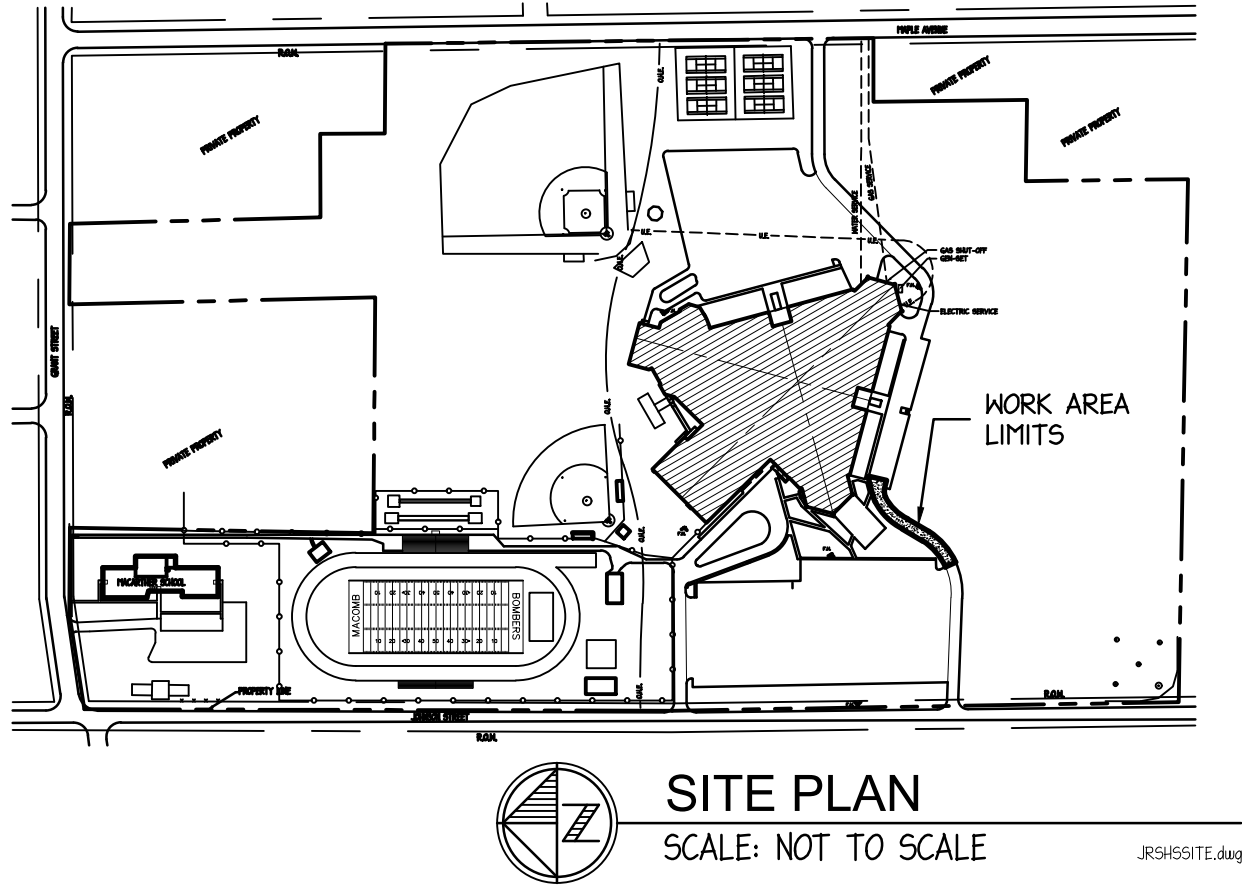 MAPLE AVENUE
R.O.W.
PRIVATE PROPERTY
PRIVATE PROPERTY
PRIVATE PROPERTY
O.H.E.
WATER SERVICE
GAS SERVICE
U.E.
U.E.
U.E.
O.H.E.
GAS SHUT-OFF
GEN-SET
ELECTRIC SERVICE
GRANT STREET
R.O.W.
O.H.E.
WORK AREA
LIMITS
PRIVATE PROPERTY
O.H.E.
MACARTHER SCHOOL
MACOMB
BOMBERS
PROPERTY LINE
O.H.E.
R.O.W.
JOHNSON STREET
R.O.W.
SITE PLAN
SCALE: NOT TO SCALE
JRSHSSITE.dwg